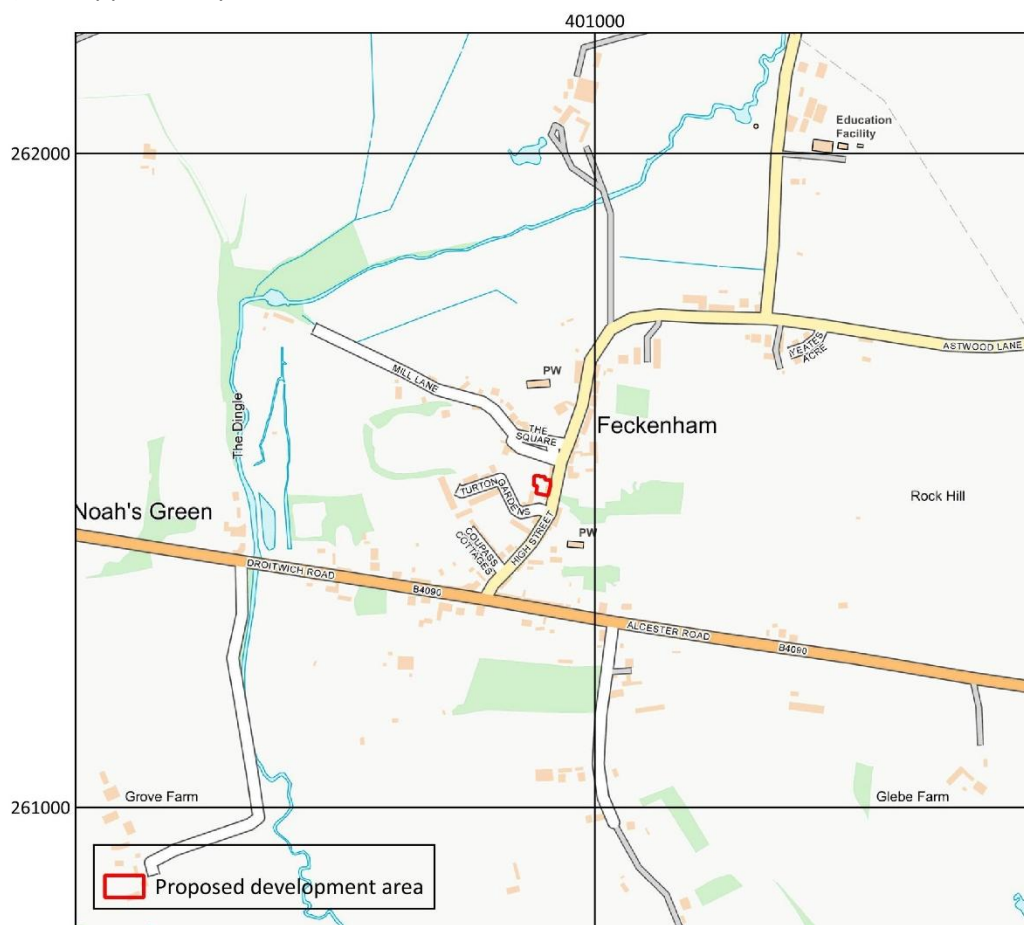 401000
262000
Education
Facility
MILL LANE
PW
YEATES
ACRE
ASTWOOD LANE
The Dingle
THE
SQUARE
Feckenham
TURTON
GARDENS
Rock Hill
Noah's Green
COUPASS
COTTAGES
HIGH STREET
PW
DROITWICH ROAD
B4090
ALCESTER ROAD
B4090
261000
Grove Farm
Glebe Farm
Proposed development area